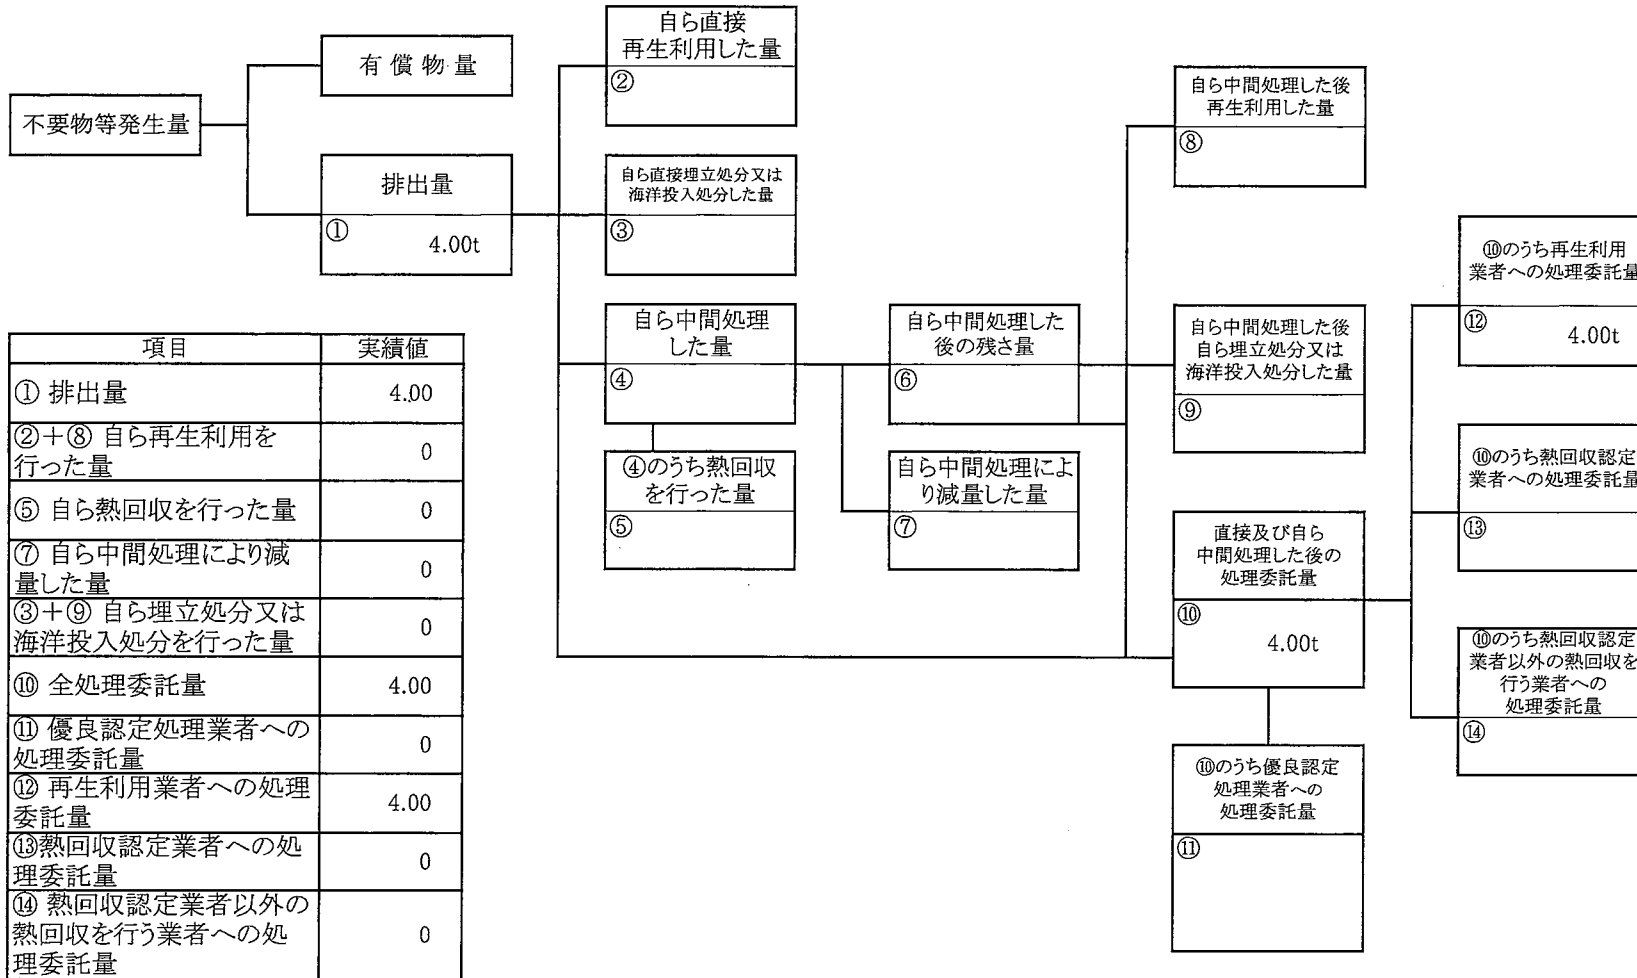 不要物等発生量
有償物量
排出量
①
4.00t
自ら直接
再生利用した量
②
自ら直接埋立処分又は
海洋投入処分した量
③
自ら中間処理
した量
④
④のうち熱回収
を行った量
⑤
自ら中間処理した
後の残さ量
⑥
自ら中間処理によ
り減量した量
⑦
自ら中間処理した後
再生利用した量
⑧
自ら中間処理した後
自ら埋立処分又は
海洋投入処分した量
⑨
直接及び自ら
中間処理した後の
処理委託量
⑩
4.00t
⑩のうち優良認定
処理業者への
処理委託量
⑪
⑩のうち再生利用
業者への処理委託量
⑫
4.00t
⑩のうち熱回収認定
業者への処理委託量
⑬
⑩のうち熱回収認定
業者以外の熱回収を
行う業者への
処理委託量
⑭
項目 実績値
① 排出量 4.00
②+⑧ 自ら再生利用を
行った量 0
⑤ 自ら熱回収を行った量 0
⑦ 自ら中間処理により減
量した量 0
③+⑨ 自ら埋立処分又は
海洋投入処分を行った量 0
⑩ 全処理委託量 4.00
⑪ 優良認定処理業者への
処理委託量 0
⑫ 再生利用業者への処理
委託量 4.00
⑬熱回収認定業者への処
理委託量 0
⑭ 熱回収認定業者以外の
熱回収を行う業者への処
理委託量 0